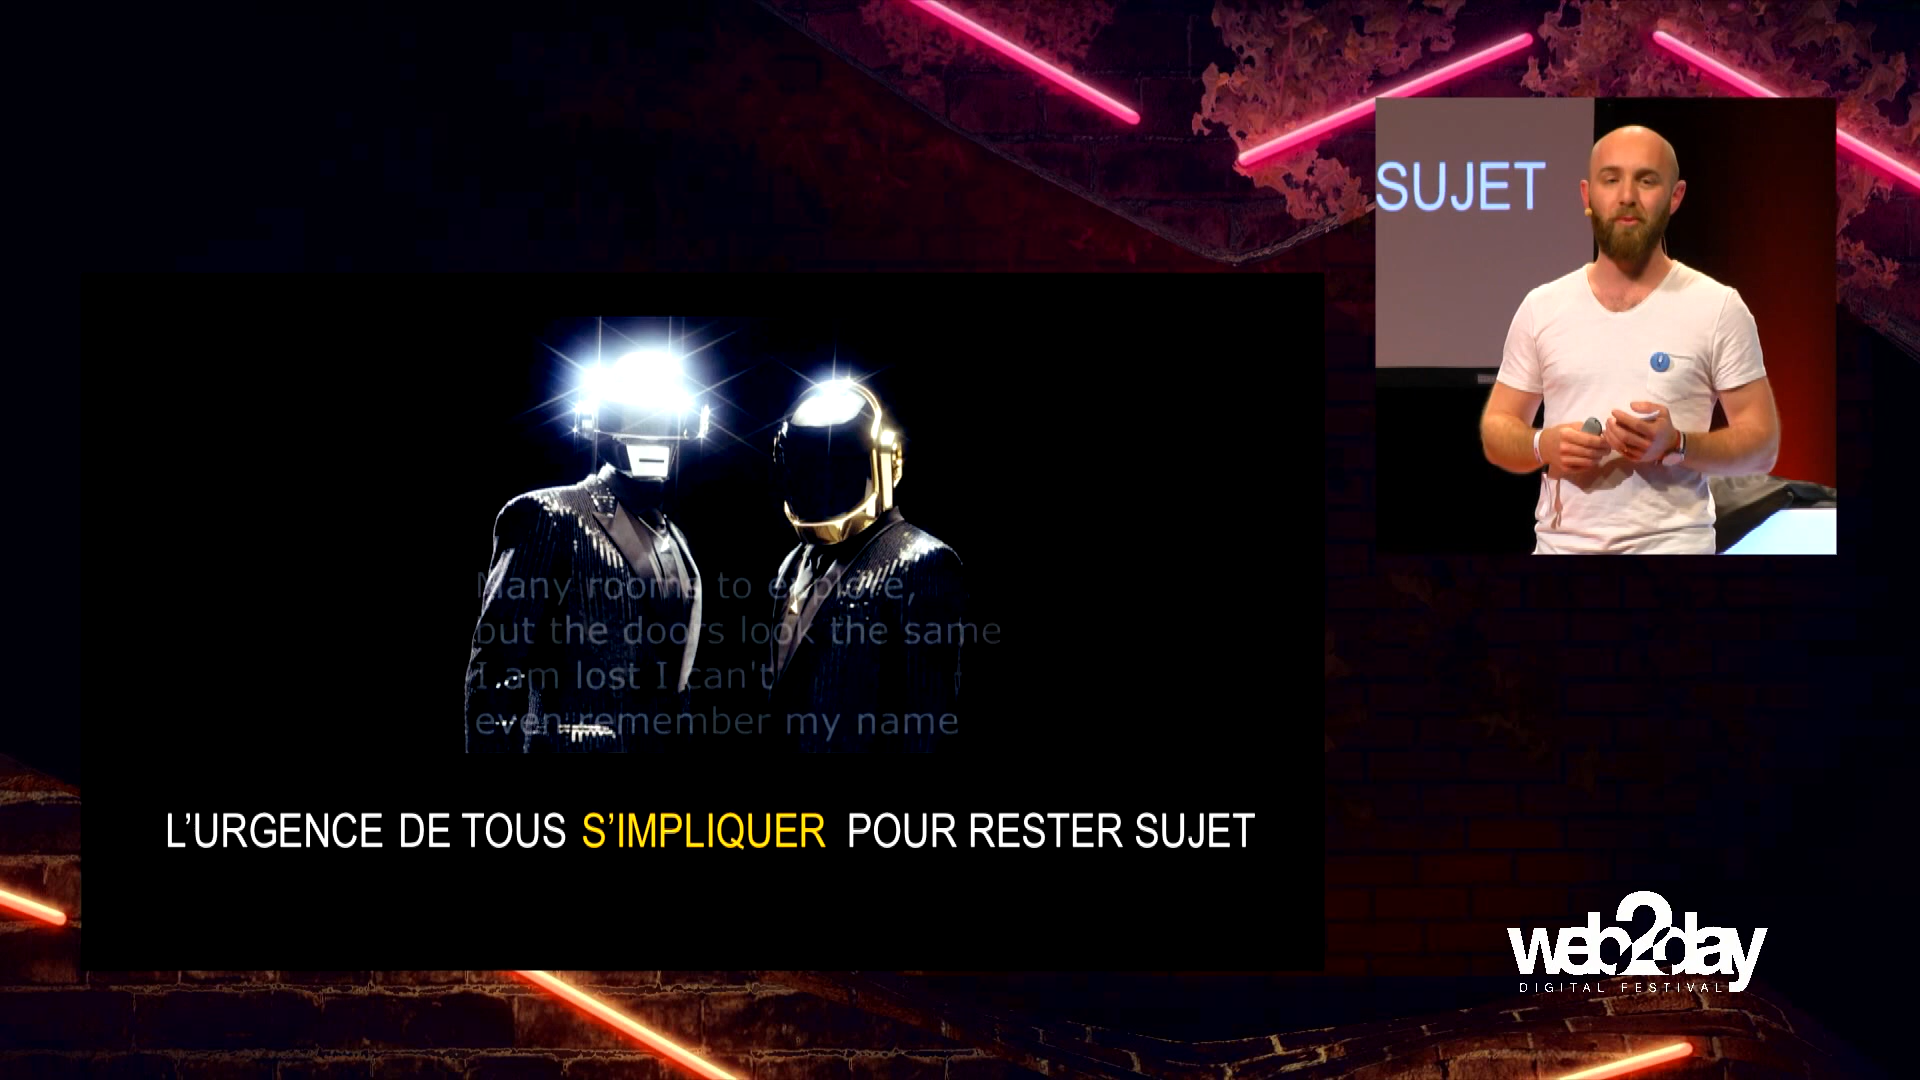 SUJET
Many rooms to explore,
but the doors look the same
I am lost I can't
even remember my name
L'URGENCE DE TOUS S'IMPLIQUER POUR RESTER SUJET
web2day
DIGITAL FESTIVAL